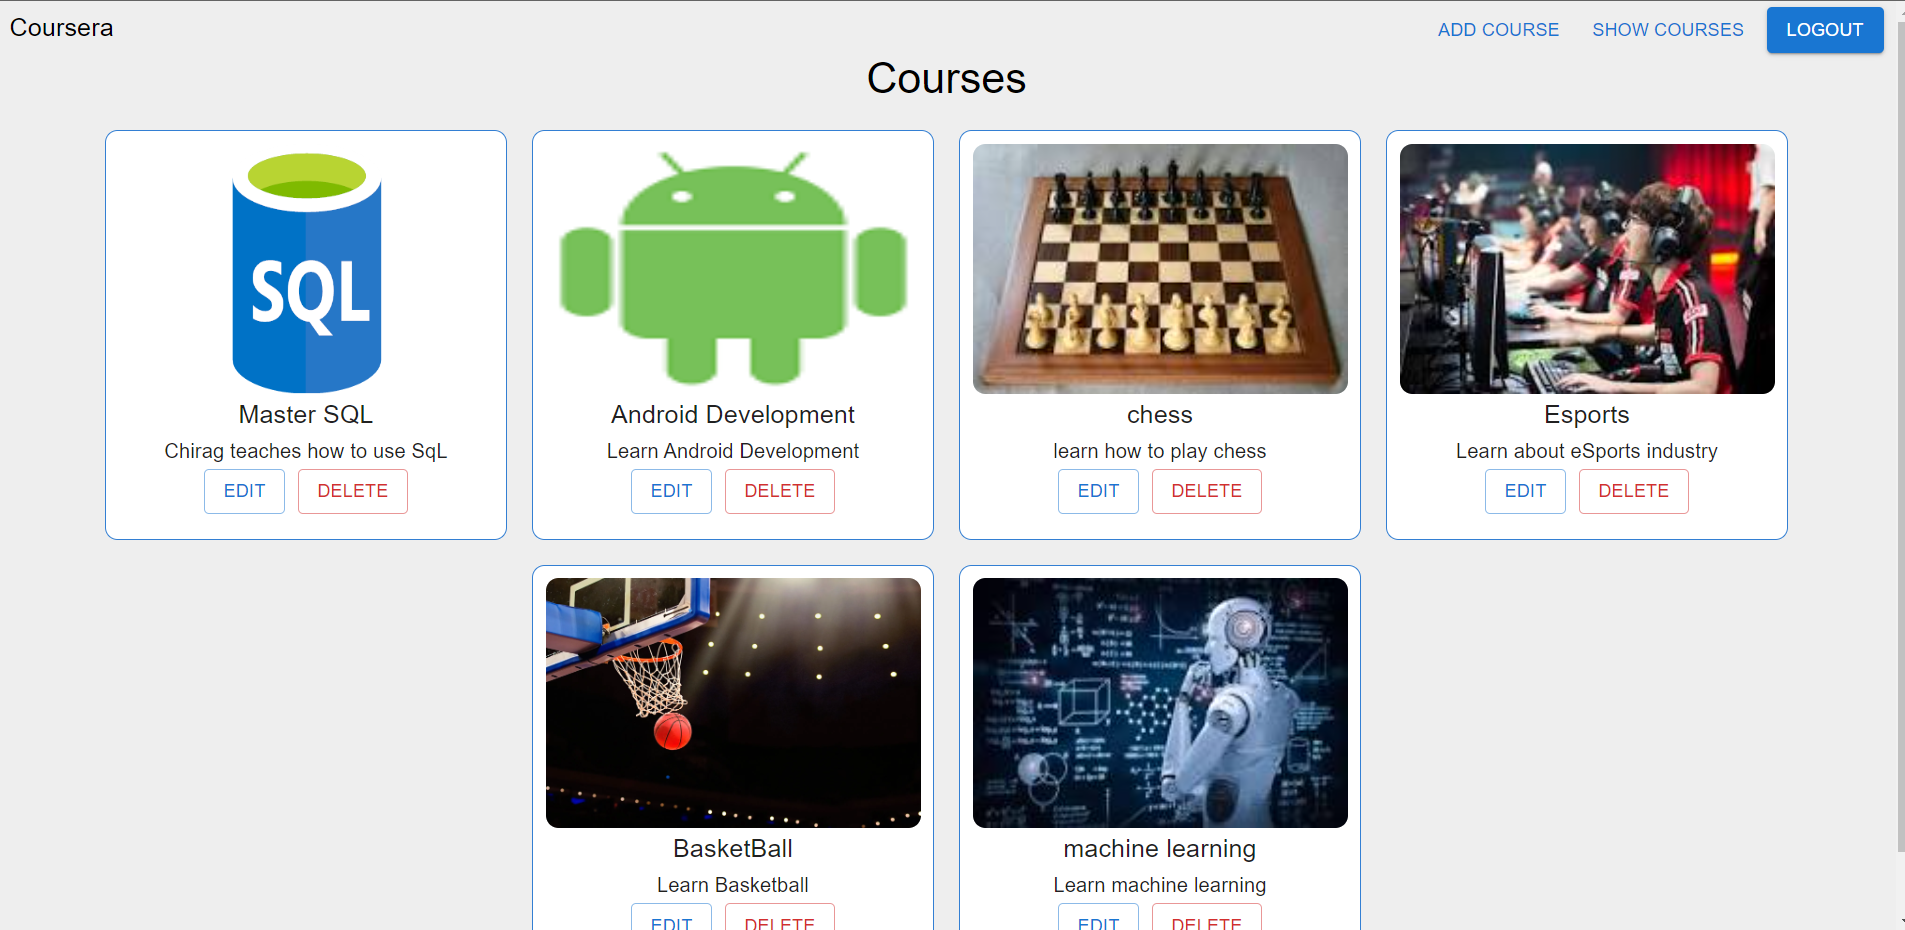 Coursera
ADD COURSE
SHOW COURSES
LOGOUT
Courses
SQL
Master SQL
Chirag teaches how to use SqL
EDIT
DELETE
Android Development
Learn Android Development
EDIT
DELETE
chess
learn how to play chess
EDIT
DELETE
Esports
Learn about eSports industry
EDIT
DELETE
BasketBall
Learn Basketball
EDIT
DELETE
machine learning
Learn machine learning
EDIT
DELETE